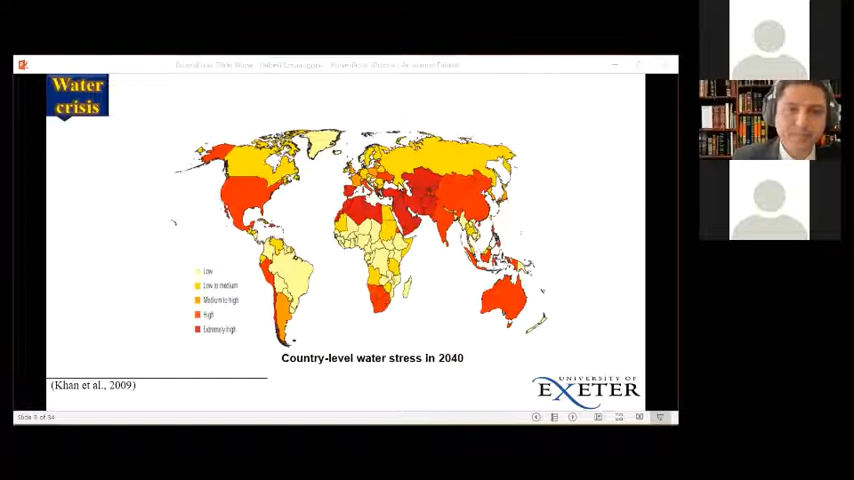 Water
crisis
Low
Low to medium
Medium to high
High
Extremely high
Country-level water stress in 2040
(Khan et al., 2009)
UNIVERSITY OF
EXETER